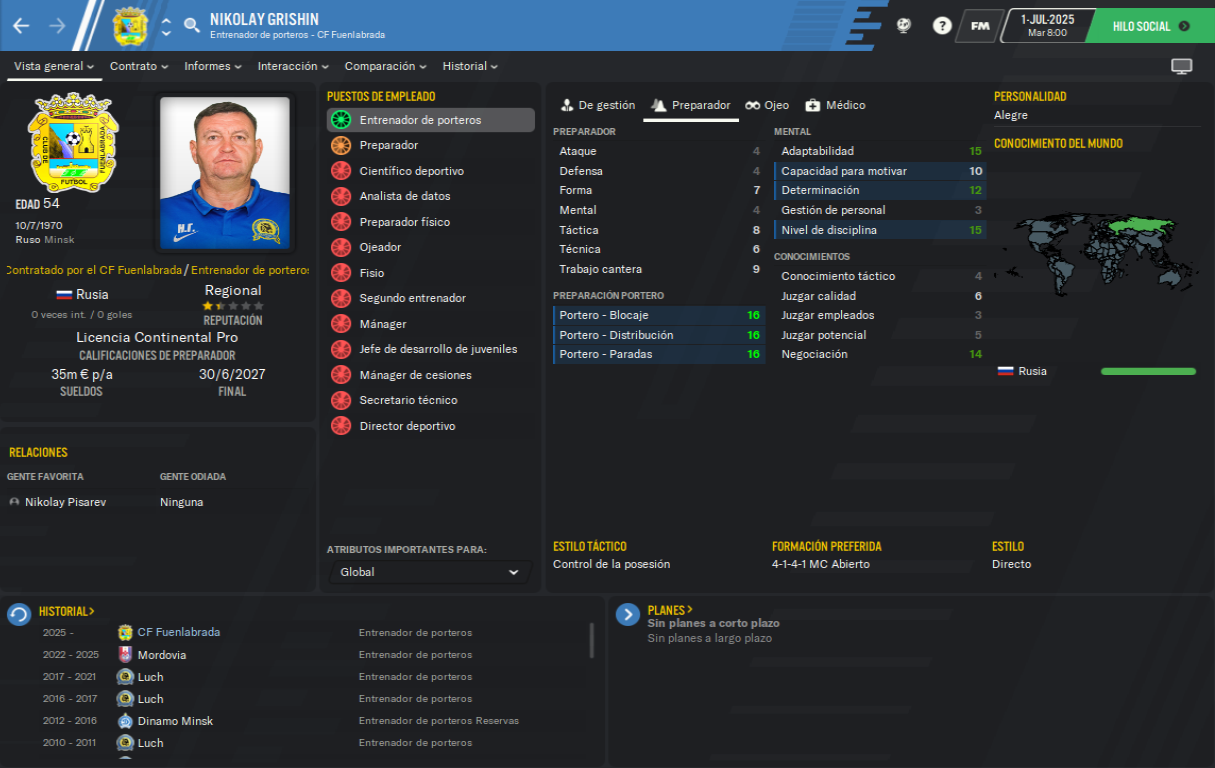 NIKOLAY GRISHIN
Entrenador de porteros - CF Fuenlabrada
?
FM
1-JUL-2025
Mar 8:00
HILO SOCIAL
Vista general
Contrato
Informes
Interacción
Comparación
Historial
CLUB DE
FUENLABRADA
FUTBOL
EDAD 54
10/7/1970
Ruso Minsk
N.G.
Contratado por el CF Fuenlabrada / Entrenador de porteros
Rusia
0 veces int. / 0 goles
Regional
REPUTACIÓN
Licencia Continental Pro
CALIFICACIONES DE PREPARADOR
35m € p/a
SUELDOS
30/6/2027
FINAL
RELACIONES
GENTE FAVORITA
GENTE ODIADA
Nikolay Pisarev
Ninguna
PUESTOS DE EMPLEADO
Entrenador de porteros
Preparador
Científico deportivo
Analista de datos
Preparador físico
Ojeador
Fisio
Segundo entrenador
Mánager
Jefe de desarrollo de juveniles
Mánager de cesiones
Secretario técnico
Director deportivo
ATRIBUTOS IMPORTANTES PARA:
Global
De gestión
Preparador
Ojeo
Médico
PREPARADOR
Ataque 4
Defensa 4
Forma 7
Mental 4
Táctica 8
Técnica 6
Trabajo cantera 9
PREPARACIÓN PORTERO
Portero - Blocaje 16
Portero - Distribución 16
Portero - Paradas 16
MENTAL
Adaptabilidad 15
Capacidad para motivar 10
Determinación 12
Gestión de personal 3
Nivel de disciplina 15
CONOCIMIENTOS
Conocimiento táctico 4
Juzgar calidad 6
Juzgar empleados 3
Juzgar potencial 5
Negociación 14
PERSONALIDAD
Alegre
CONOCIMIENTO DEL MUNDO
Rusia
ESTILO TÁCTICO
Control de la posesión
FORMACIÓN PREFERIDA
4-1-4-1 MC Abierto
ESTILO
Directo
HISTORIAL >
2025 - CF Fuenlabrada Entrenador de porteros
2022 - 2025 Mordovia Entrenador de porteros
2017 - 2021 Luch Entrenador de porteros
2016 - 2017 Luch Entrenador de porteros
2012 - 2016 Dinamo Minsk Entrenador de porteros Reservas
2010 - 2011 Luch Entrenador de porteros
PLANES >
Sin planes a corto plazo
Sin planes a largo plazo